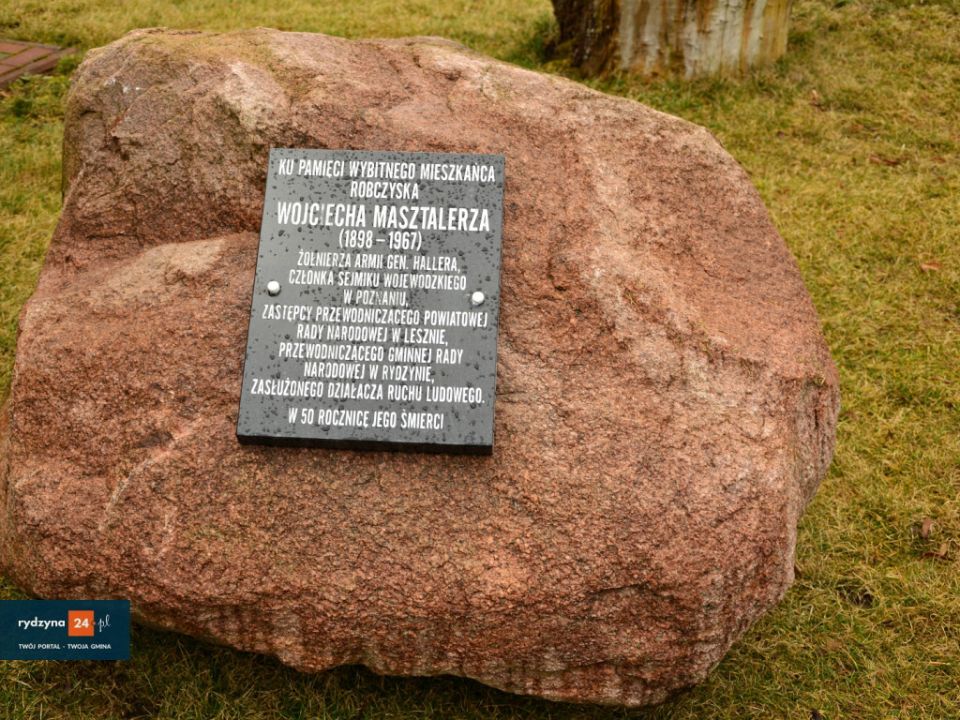 KU PAMIĘCI WYBITNEGO MIESZKAŃCA
ROBCZYSKA
WOJCIECHA MASZTALERZA
(1898 – 1967)
ŻOŁNIERZA ARMII GEN. HALLERA,
CZŁONKA SEJMIKU WOJEWÓDZKIEGO
W POZNANIU,
ZASTĘPCY PRZEWODNICZĄCEGO POWIATOWEJ
RADY NARODOWEJ W LESZNIE,
PRZEWODNICZĄCEGO GMINNEJ RADY
NARODOWEJ W RYDZYNIE,
ZASŁUŻONEGO DZIAŁACZA RUCHU LUDOWEGO.
W 50 ROCZNICĘ JEGO ŚMIERCI
rydzyna 24 .pl
TWÓJ PORTAL - TWOJA GMINA